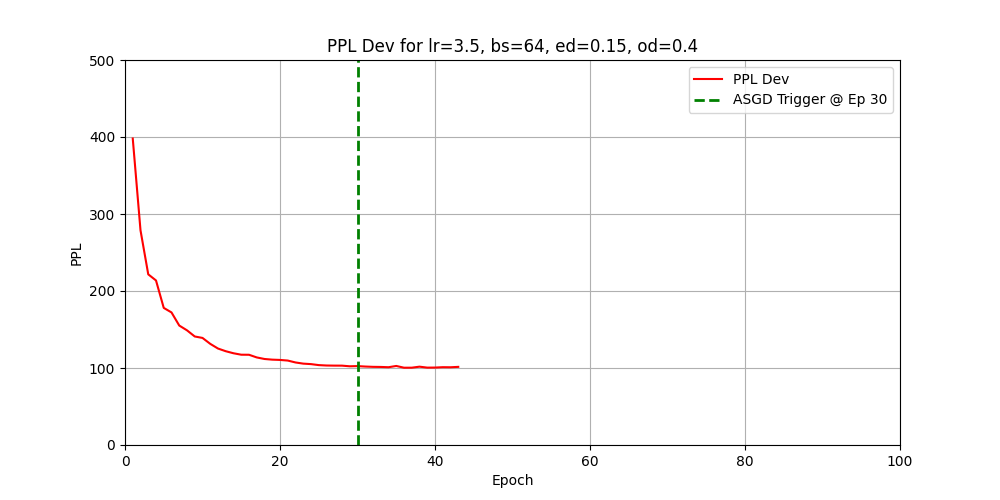 PPL Dev for lr=3.5, bs=64, ed=0.15, od=0.4
PPL Dev
ASGD Trigger @ Ep 30
500
400
300
200
100
0
PPL
0 20 40 60 80 100
Epoch